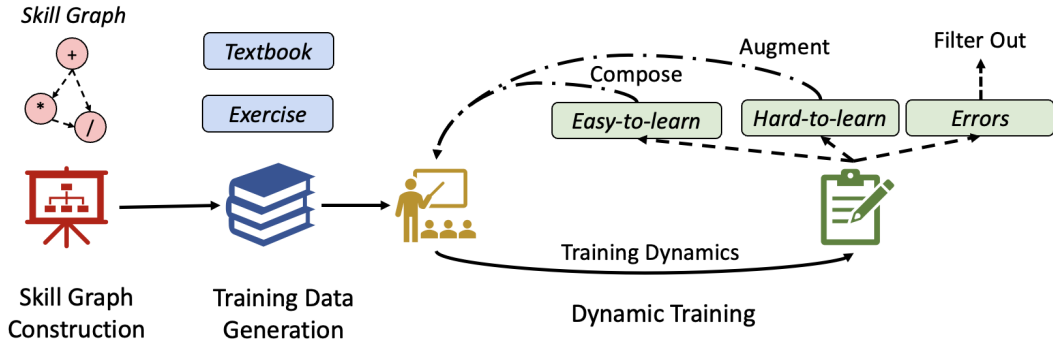 Skill Graph
+
*
/
Textbook
Exercise
Augment
Compose
Filter Out
Easy-to-learn
Hard-to-learn
Errors
Training Dynamics
Skill Graph
Construction
Training Data
Generation
Dynamic Training